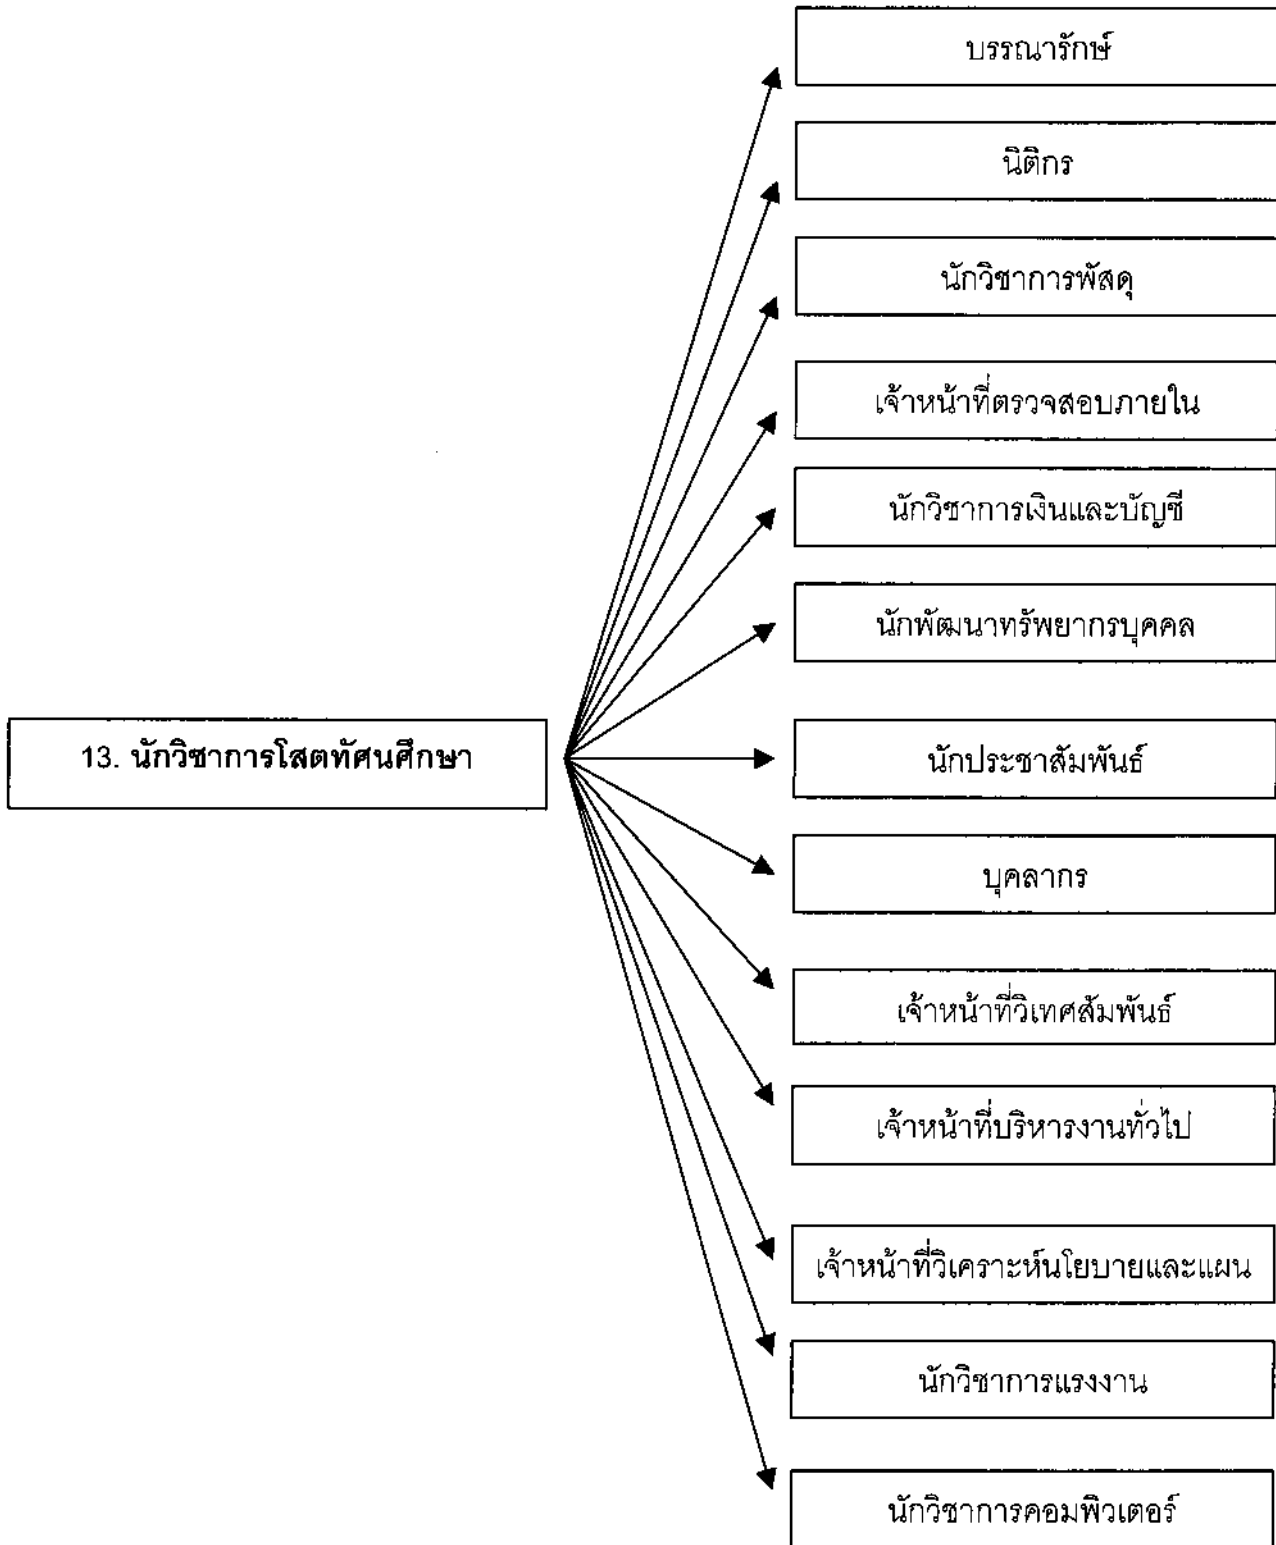 บรรณารักษ์
นิติกร
นักวิชาการพัสดุ
เจ้าหน้าที่ตรวจสอบภายใน
นักวิชาการเงินและบัญชี
นักพัฒนาทรัพยากรบุคคล
13. นักวิชาการโสตทัศนศึกษา
นักประชาสัมพันธ์
บุคลากร
เจ้าหน้าที่วิเทศสัมพันธ์
เจ้าหน้าที่บริหารงานทั่วไป
เจ้าหน้าที่วิเคราะห์นโยบายและแผน
นักวิชาการแรงงาน
นักวิชาการคอมพิวเตอร์